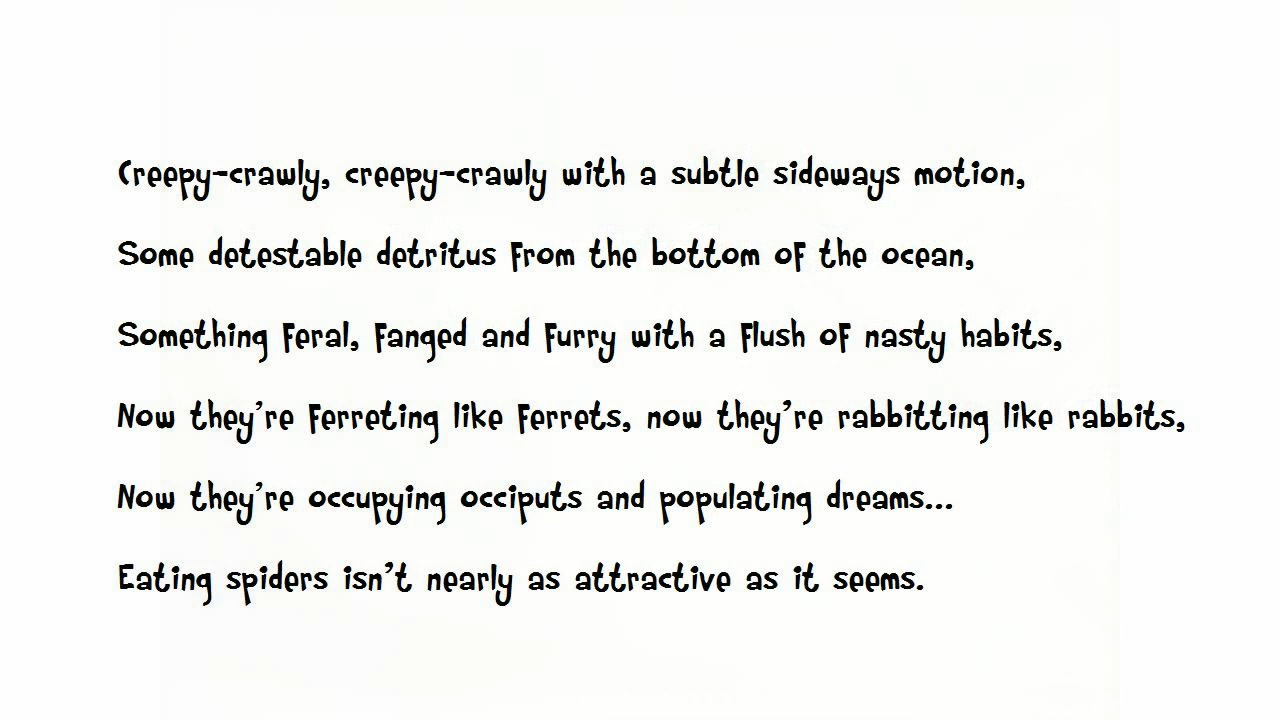 Creepy-crawly, creepy-crawly with a subtle sideways motion,
Some detestable detritus from the bottom of the ocean,
Something feral, fanged and furry with a flush of nasty habits,
Now they're ferreting like ferrets, now they're rabbitting like rabbits,
Now they're occupying occiputs and populating dreams...
Eating spiders isn't nearly as attractive as it seems.